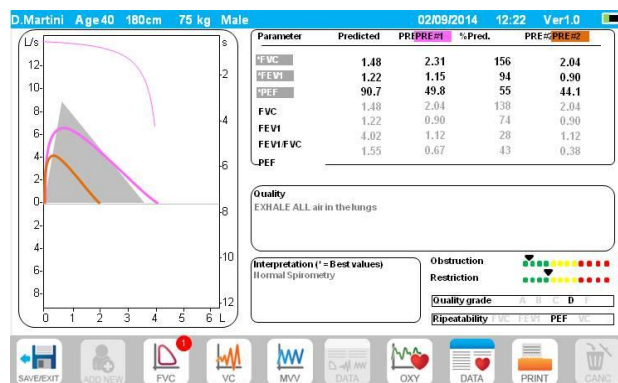 D.Martini Age40 180cm 75 kg Male 02/09/2014 12:22 Ver1.0
L/s s
12-
10-
8-
6-
4-
2-
0-
2-
4-
6-
8-
-2
-4
-6
-8
-10
-12
0 1 2 3 4 5 6 L
Parameter Predicted PRE PRE#1 %Pred. PRE#2 PRE#2
*FVC 1.48 2.31 156 2.04
*FEV1 1.22 1.15 94 0.90
*PEF 90.7 49.8 55 44.1
FVC 1.48 2.04 138 2.04
FEV1 1.22 0.90 74 0.90
FEV1/FVC 4.02 1.12 28 1.12
PEF 1.55 0.67 43 0.38
Quality
EXHALE ALL air in the lungs
Interpretation (* = Best values)
Normal Spirometry
Obstruction
Restriction
Quality grade A B C D F
Ripeatability FVC FEV1 PEF VC
1
SAVE/EXIT ADD NEW FVC VC MVV DATA OXY DATA PRINT CANC